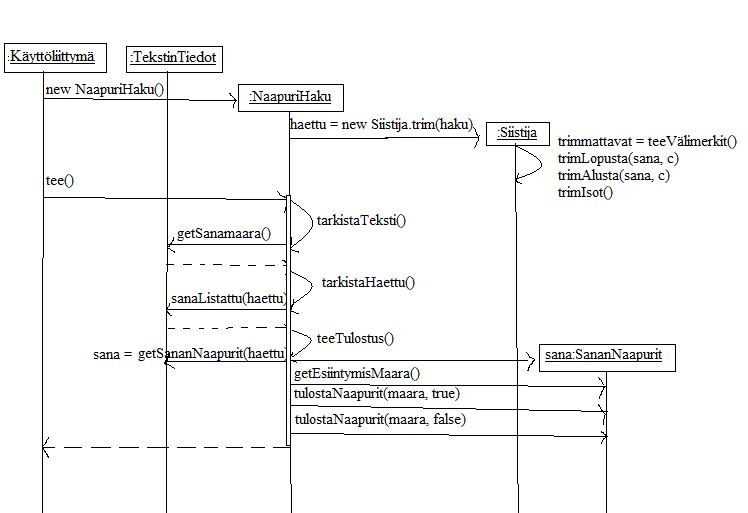 :Käyttöliittymä
:TekstinTiedot
new NaapuriHaku()
:NaapuriHaku
haettu = new Siistija.trim(haku)
:Siistija
trimmattavat = teeVälimerkit()
trimLopusta(sana, c)
trimAlusta(sana, c)
trimIsot()
tee()
tarkistaTeksti()
getSanamaara()
tarkistaHaettu()
sanaListattu(haettu)
teeTulostus()
sana = getSananNaapurit(haettu)
sana:SananNaapurit
getEsiintymisMaara()
tulostaNaapurit(maara, true)
tulostaNaapurit(maara, false)